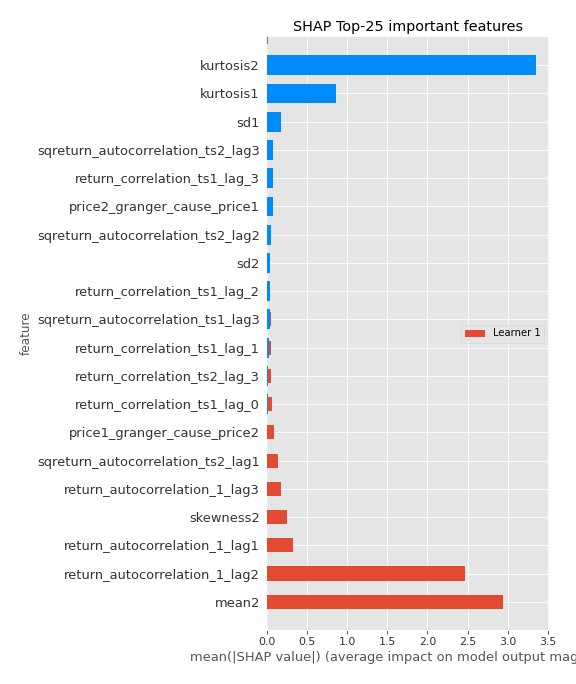 SHAP Top-25 important features
kurtosis2
kurtosis1
sd1
sqreturn_autocorrelation_ts2_lag3
return_correlation_ts1_lag_3
price2_granger_cause_price1
sqreturn_autocorrelation_ts2_lag2
sd2
return_correlation_ts1_lag_2
sqreturn_autocorrelation_ts1_lag3
return_correlation_ts1_lag_1
return_correlation_ts2_lag_3
return_correlation_ts1_lag_0
price1_granger_cause_price2
sqreturn_autocorrelation_ts2_lag1
return_autocorrelation_1_lag3
skewness2
return_autocorrelation_1_lag1
return_autocorrelation_1_lag2
mean2
feature
Learner 1
0.0 0.5 1.0 1.5 2.0 2.5 3.0 3.5
mean(|SHAP value|) (average impact on model output mag